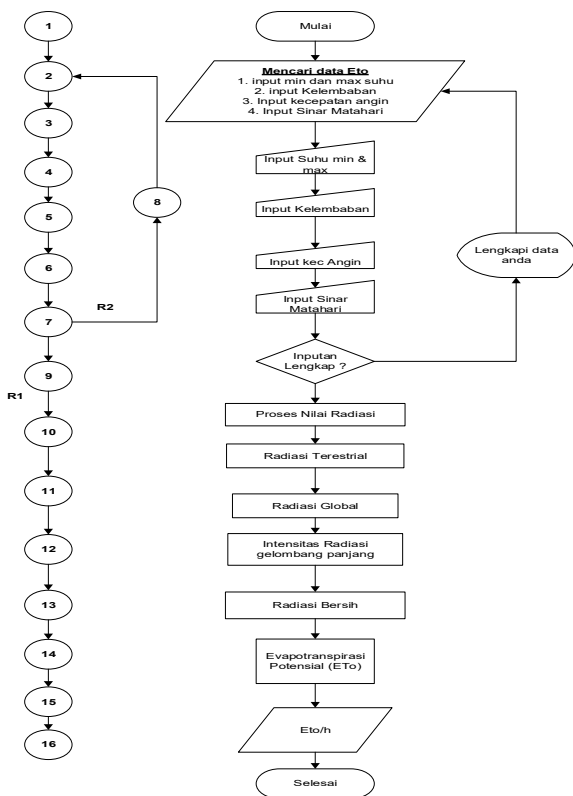 1
2
3
4
5
6
7
8
9
10
11
12
13
14
15
16
R2
R1
Mulai
Mencari data Eto
1. input min dan max suhu
2. input Kelembaban
3. Input kecepatan angin
4. Input Sinar Matahari
Input Suhu min &
max
Input Kelembaban
Input kec Angin
Input Sinar
Matahari
Inputan
Lengkap ?
Lengkapi data
anda
Proses Nilai Radiasi
Radiasi Terestrial
Radiasi Global
Intensitas Radiasi
gelombang panjang
Radiasi Bersih
Evapotranspirasi
Potensial (ETo)
Eto/h
Selesai